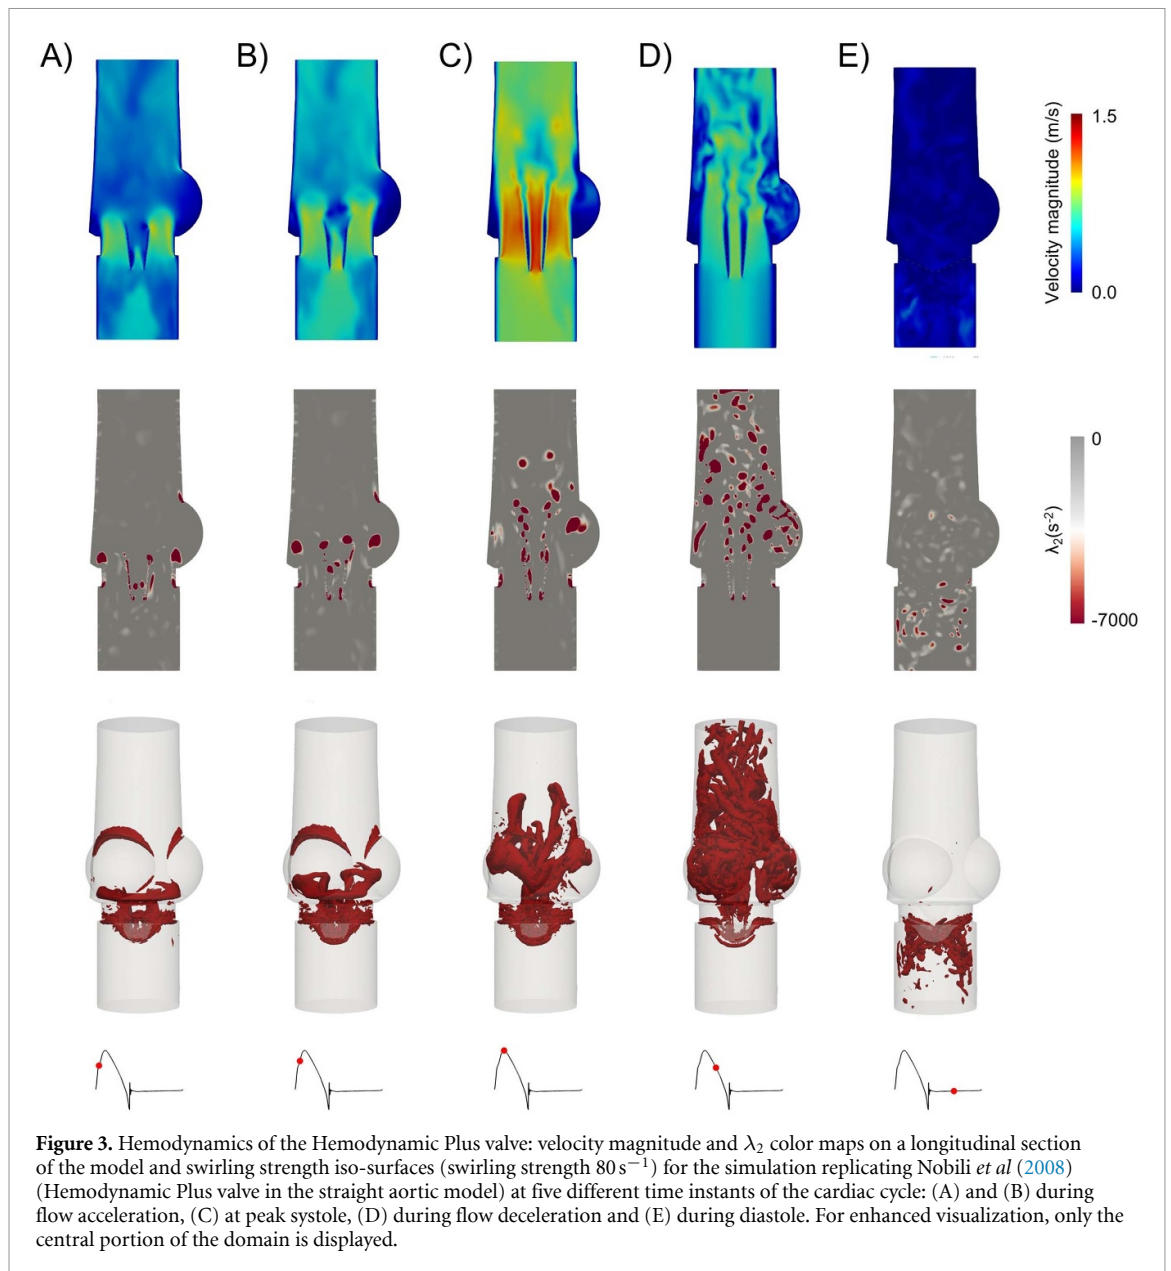 A)
B)
C)
D)
E)
1.5
Velocity magnitude (m/s)
0.0
0
λ₂(s⁻²)
-7000
Figure 3. Hemodynamics of the Hemodynamic Plus valve: velocity magnitude and λ₂ color maps on a longitudinal section
of the model and swirling strength iso-surfaces (swirling strength 80 s⁻¹) for the simulation replicating Nobili et al (2008)
(Hemodynamic Plus valve in the straight aortic model) at five different time instants of the cardiac cycle: (A) and (B) during
flow acceleration, (C) at peak systole, (D) during flow deceleration and (E) during diastole. For enhanced visualization, only the
central portion of the domain is displayed.